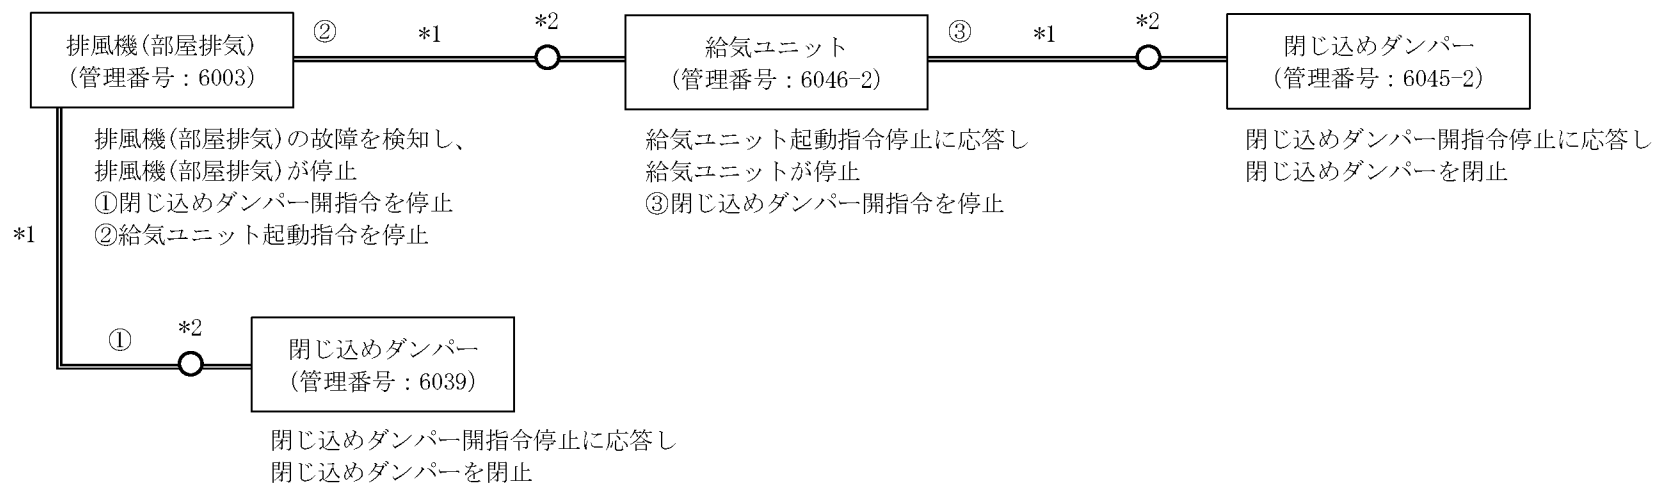 排風機(部屋排気)
(管理番号：6003)
② *1 *2
給気ユニット
(管理番号：6046-2)
③ *1 *2
閉じ込めダンパー
(管理番号：6045-2)
排風機(部屋排気)の故障を検知し、
排風機(部屋排気)が停止
①閉じ込めダンパー開指令を停止
②給気ユニット起動指令を停止
給気ユニット起動指令停止に応答し
給気ユニットが停止
③閉じ込めダンパー開指令を停止
閉じ込めダンパー開指令停止に応答し
閉じ込めダンパーを閉止
*1
① *2
閉じ込めダンパー
(管理番号：6039)
閉じ込めダンパー開指令停止に応答し
閉じ込めダンパーを閉止